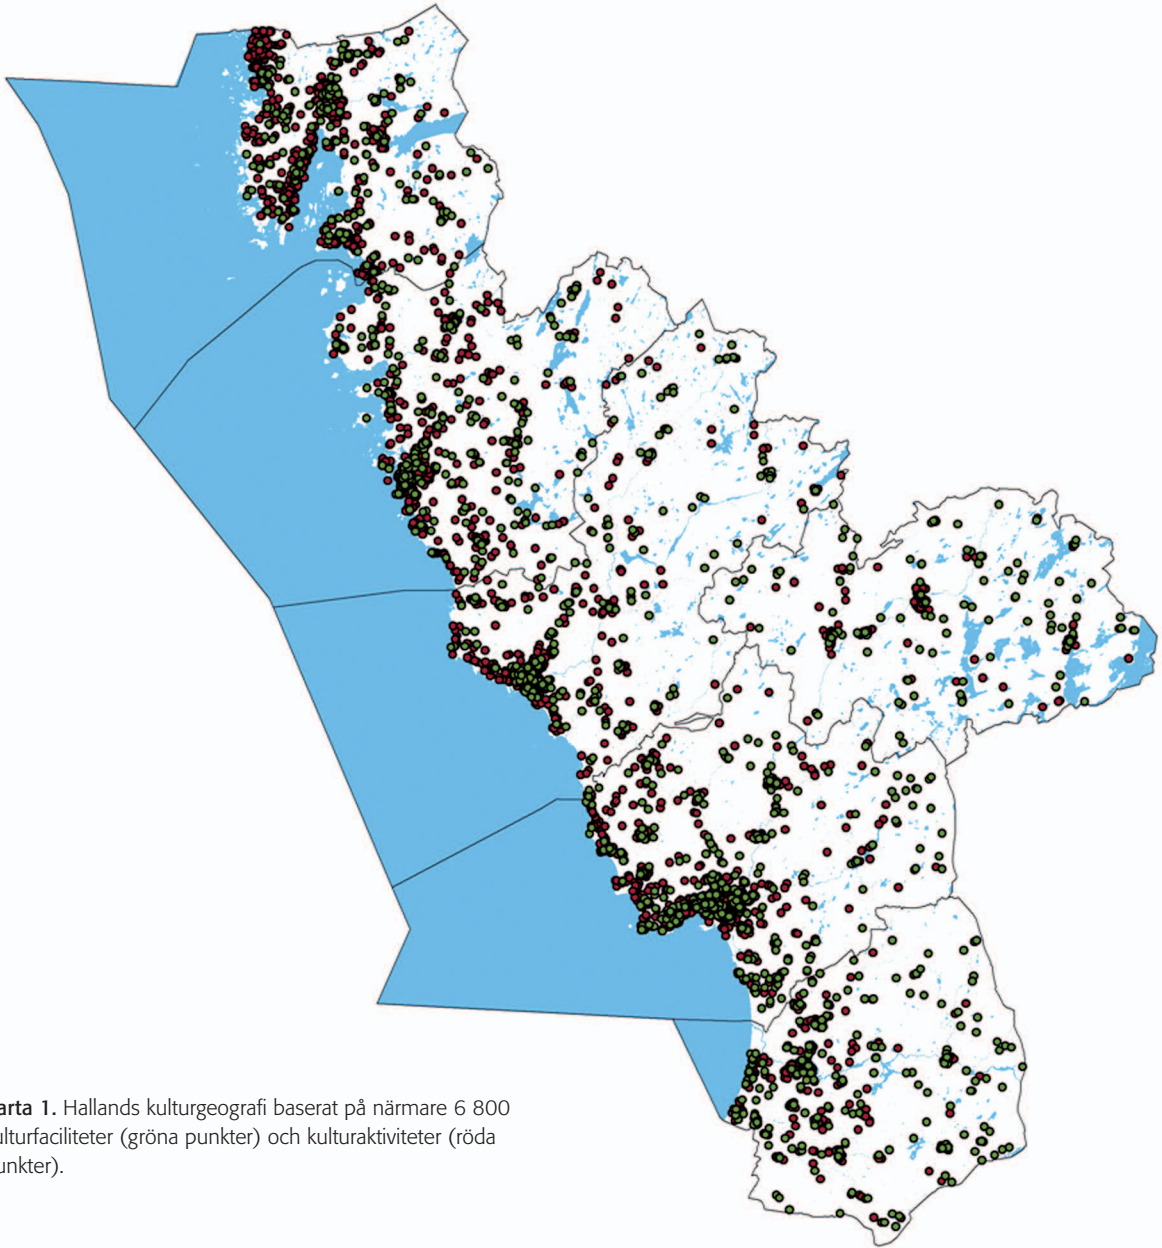 arta 1. Hallands kulturgeografi baserat på närmare 6 800
ulturfaciliteter (gröna punkter) och kulturaktiviteter (röda
unkter).